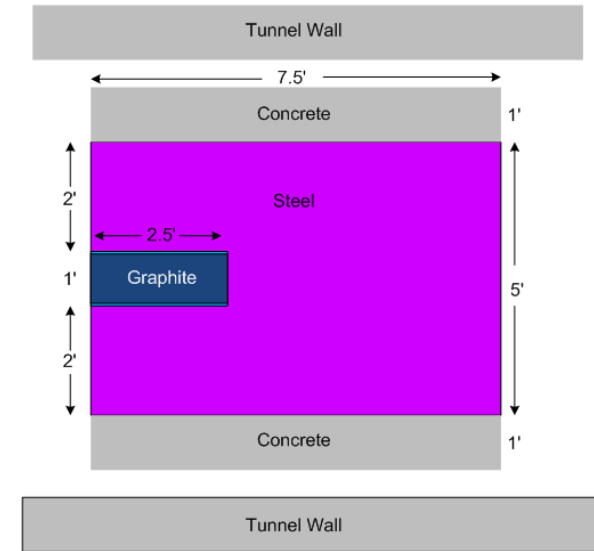 Tunnel Wall
7.5'
Concrete
1'
2'
Steel
2.5'
1'
Graphite
5'
2'
Concrete
1'
Tunnel Wall